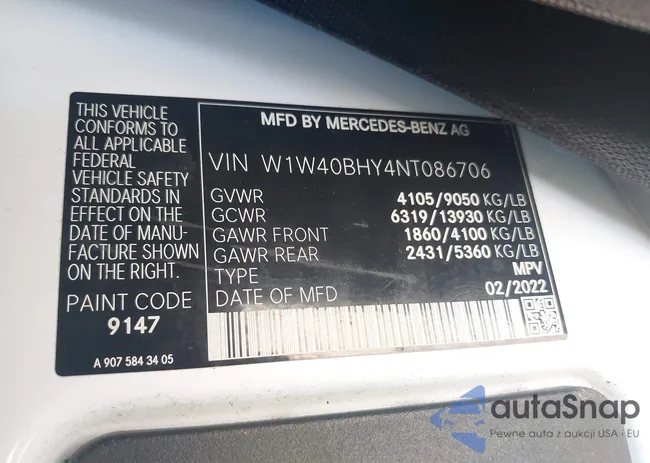 THIS VEHICLE
CONFORMS TO
ALL APPLICABLE
FEDERAL
VEHICLE SAFETY
STANDARDS IN
EFFECT ON THE
DATE OF MANU-
FACTURE SHOWN
ON THE RIGHT.
PAINT CODE
9147
A 907 584 34 05
MFD BY MERCEDES-BENZ AG
VIN W1W40BHY4NT086706
GVWR 4105/9050 KG/LB
GCWR 6319/13930 KG/LB
GAWR FRONT 1860/4100 KG/LB
GAWR REAR 2431/5360 KG/LB
TYPE MPV
DATE OF MFD 02/2022
autaSnap
Pewne auta z aukcji USA i EU